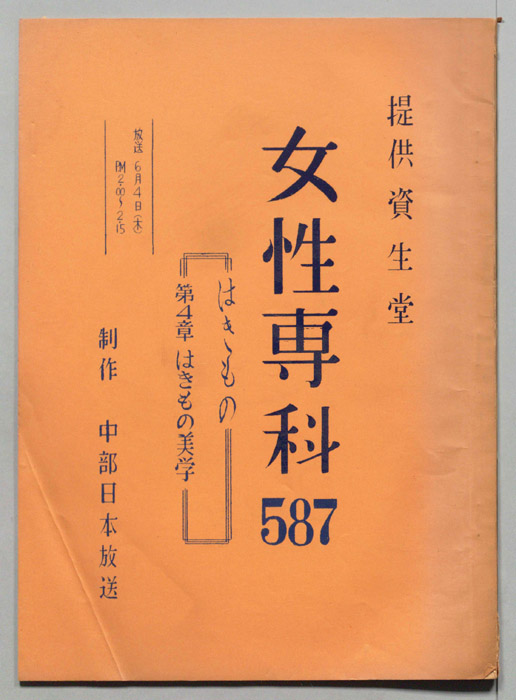 提供 資生堂
女性専科
587
はきもの
第4章 はきもの美学
放送 6月4日(木)
PM2:00〜2:15
制作 中部日本放送